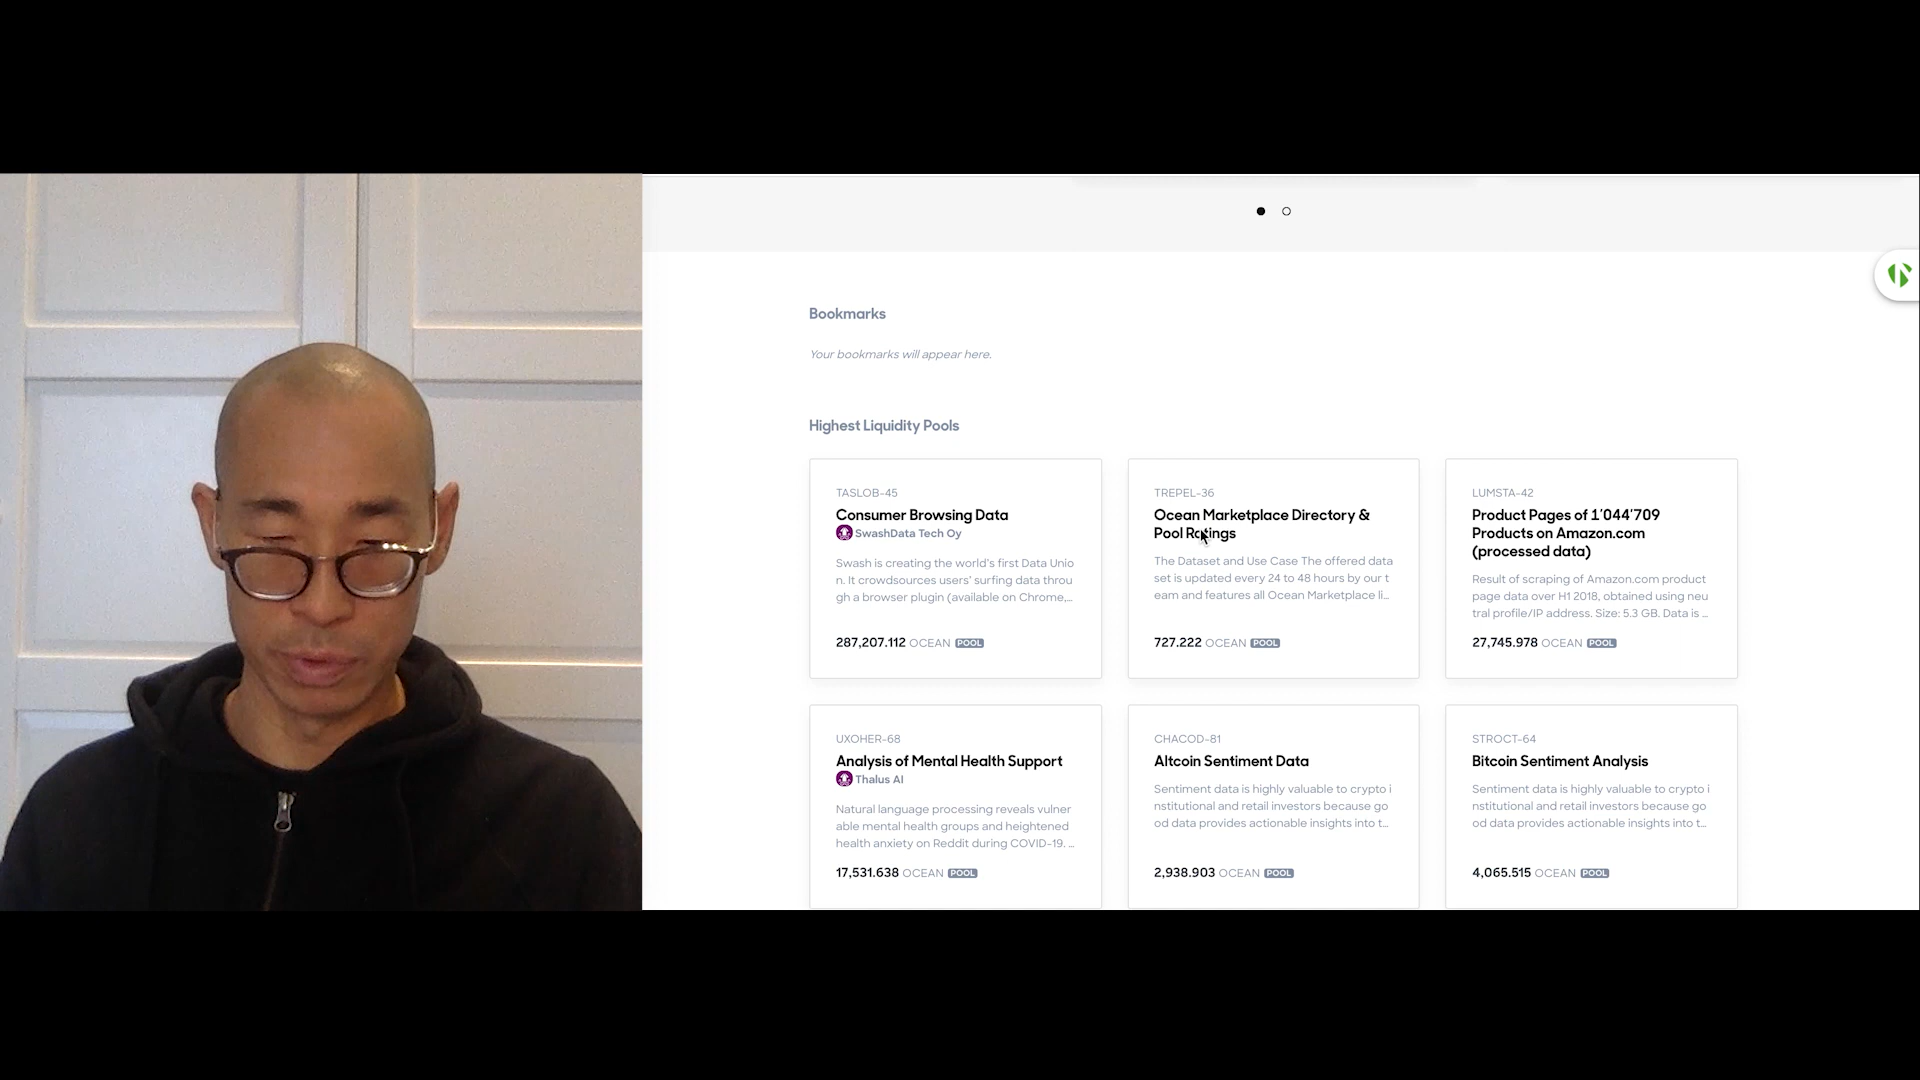 Bookmarks
Your bookmarks will appear here.
Highest Liquidity Pools
TASLOB-45
Consumer Browsing Data
SwashData Tech Oy
Swash is creating the world's first Data Unio
n. It crowdsources users' surfing data throu
gh a browser plugin (available on Chrome,...
287,207.112 OCEAN POOL
TREPEL-36
Ocean Marketplace Directory &
Pool Ratings
The Dataset and Use Case The offered data
set is updated every 24 to 48 hours by our t
eam and features all Ocean Marketplace li...
727.222 OCEAN POOL
LUMSTA-42
Product Pages of 1'044'709
Products on Amazon.com
(processed data)
Result of scraping of Amazon.com product
page data over H1 2018, obtained using neu
tral profile/IP address. Size: 5.3 GB. Data is ...
27,745.978 OCEAN POOL
UXOHER-68
Analysis of Mental Health Support
Thalus AI
Natural language processing reveals vulner
able mental health groups and heightened
health anxiety on Reddit during COVID-19. ...
17,531.638 OCEAN POOL
CHACOD-81
Altcoin Sentiment Data
Sentiment data is highly valuable to crypto i
nstitutional and retail investors because go
od data provides actionable insights into t...
2,938.903 OCEAN POOL
STROCT-64
Bitcoin Sentiment Analysis
Sentiment data is highly valuable to crypto i
nstitutional and retail investors because go
od data provides actionable insights into t...
4,065.515 OCEAN POOL